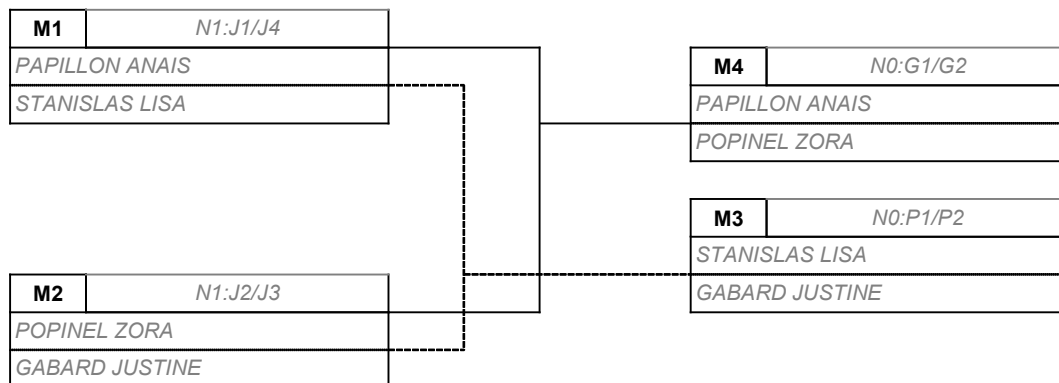 M1 N1:J1/J4
PAPILLON ANAIS
STANISLAS LISA
M2 N1:J2/J3
POPINEL ZORA
GABARD JUSTINE
M4 N0:G1/G2
PAPILLON ANAIS
POPINEL ZORA
M3 N0:P1/P2
STANISLAS LISA
GABARD JUSTINE